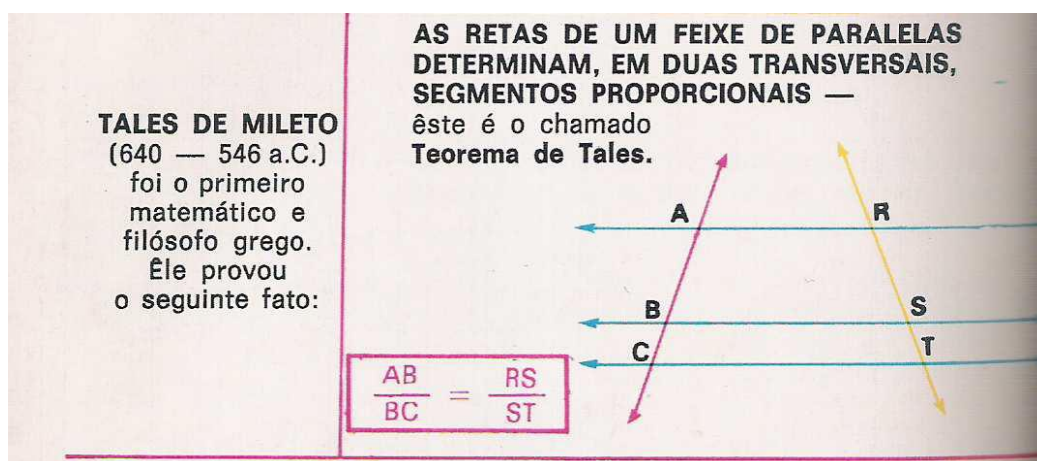 TALES DE MILETO
(640 — 546 a.C.)
foi o primeiro
matemático e
filósofo grego.
Êle provou
o seguinte fato:
AS RETAS DE UM FEIXE DE PARALELAS
DETERMINAM, EM DUAS TRANSVERSAIS,
SEGMENTOS PROPORCIONAIS —
êste é o chamado
Teorema de Tales.
A R
B S
C T
AB RS
=
BC ST